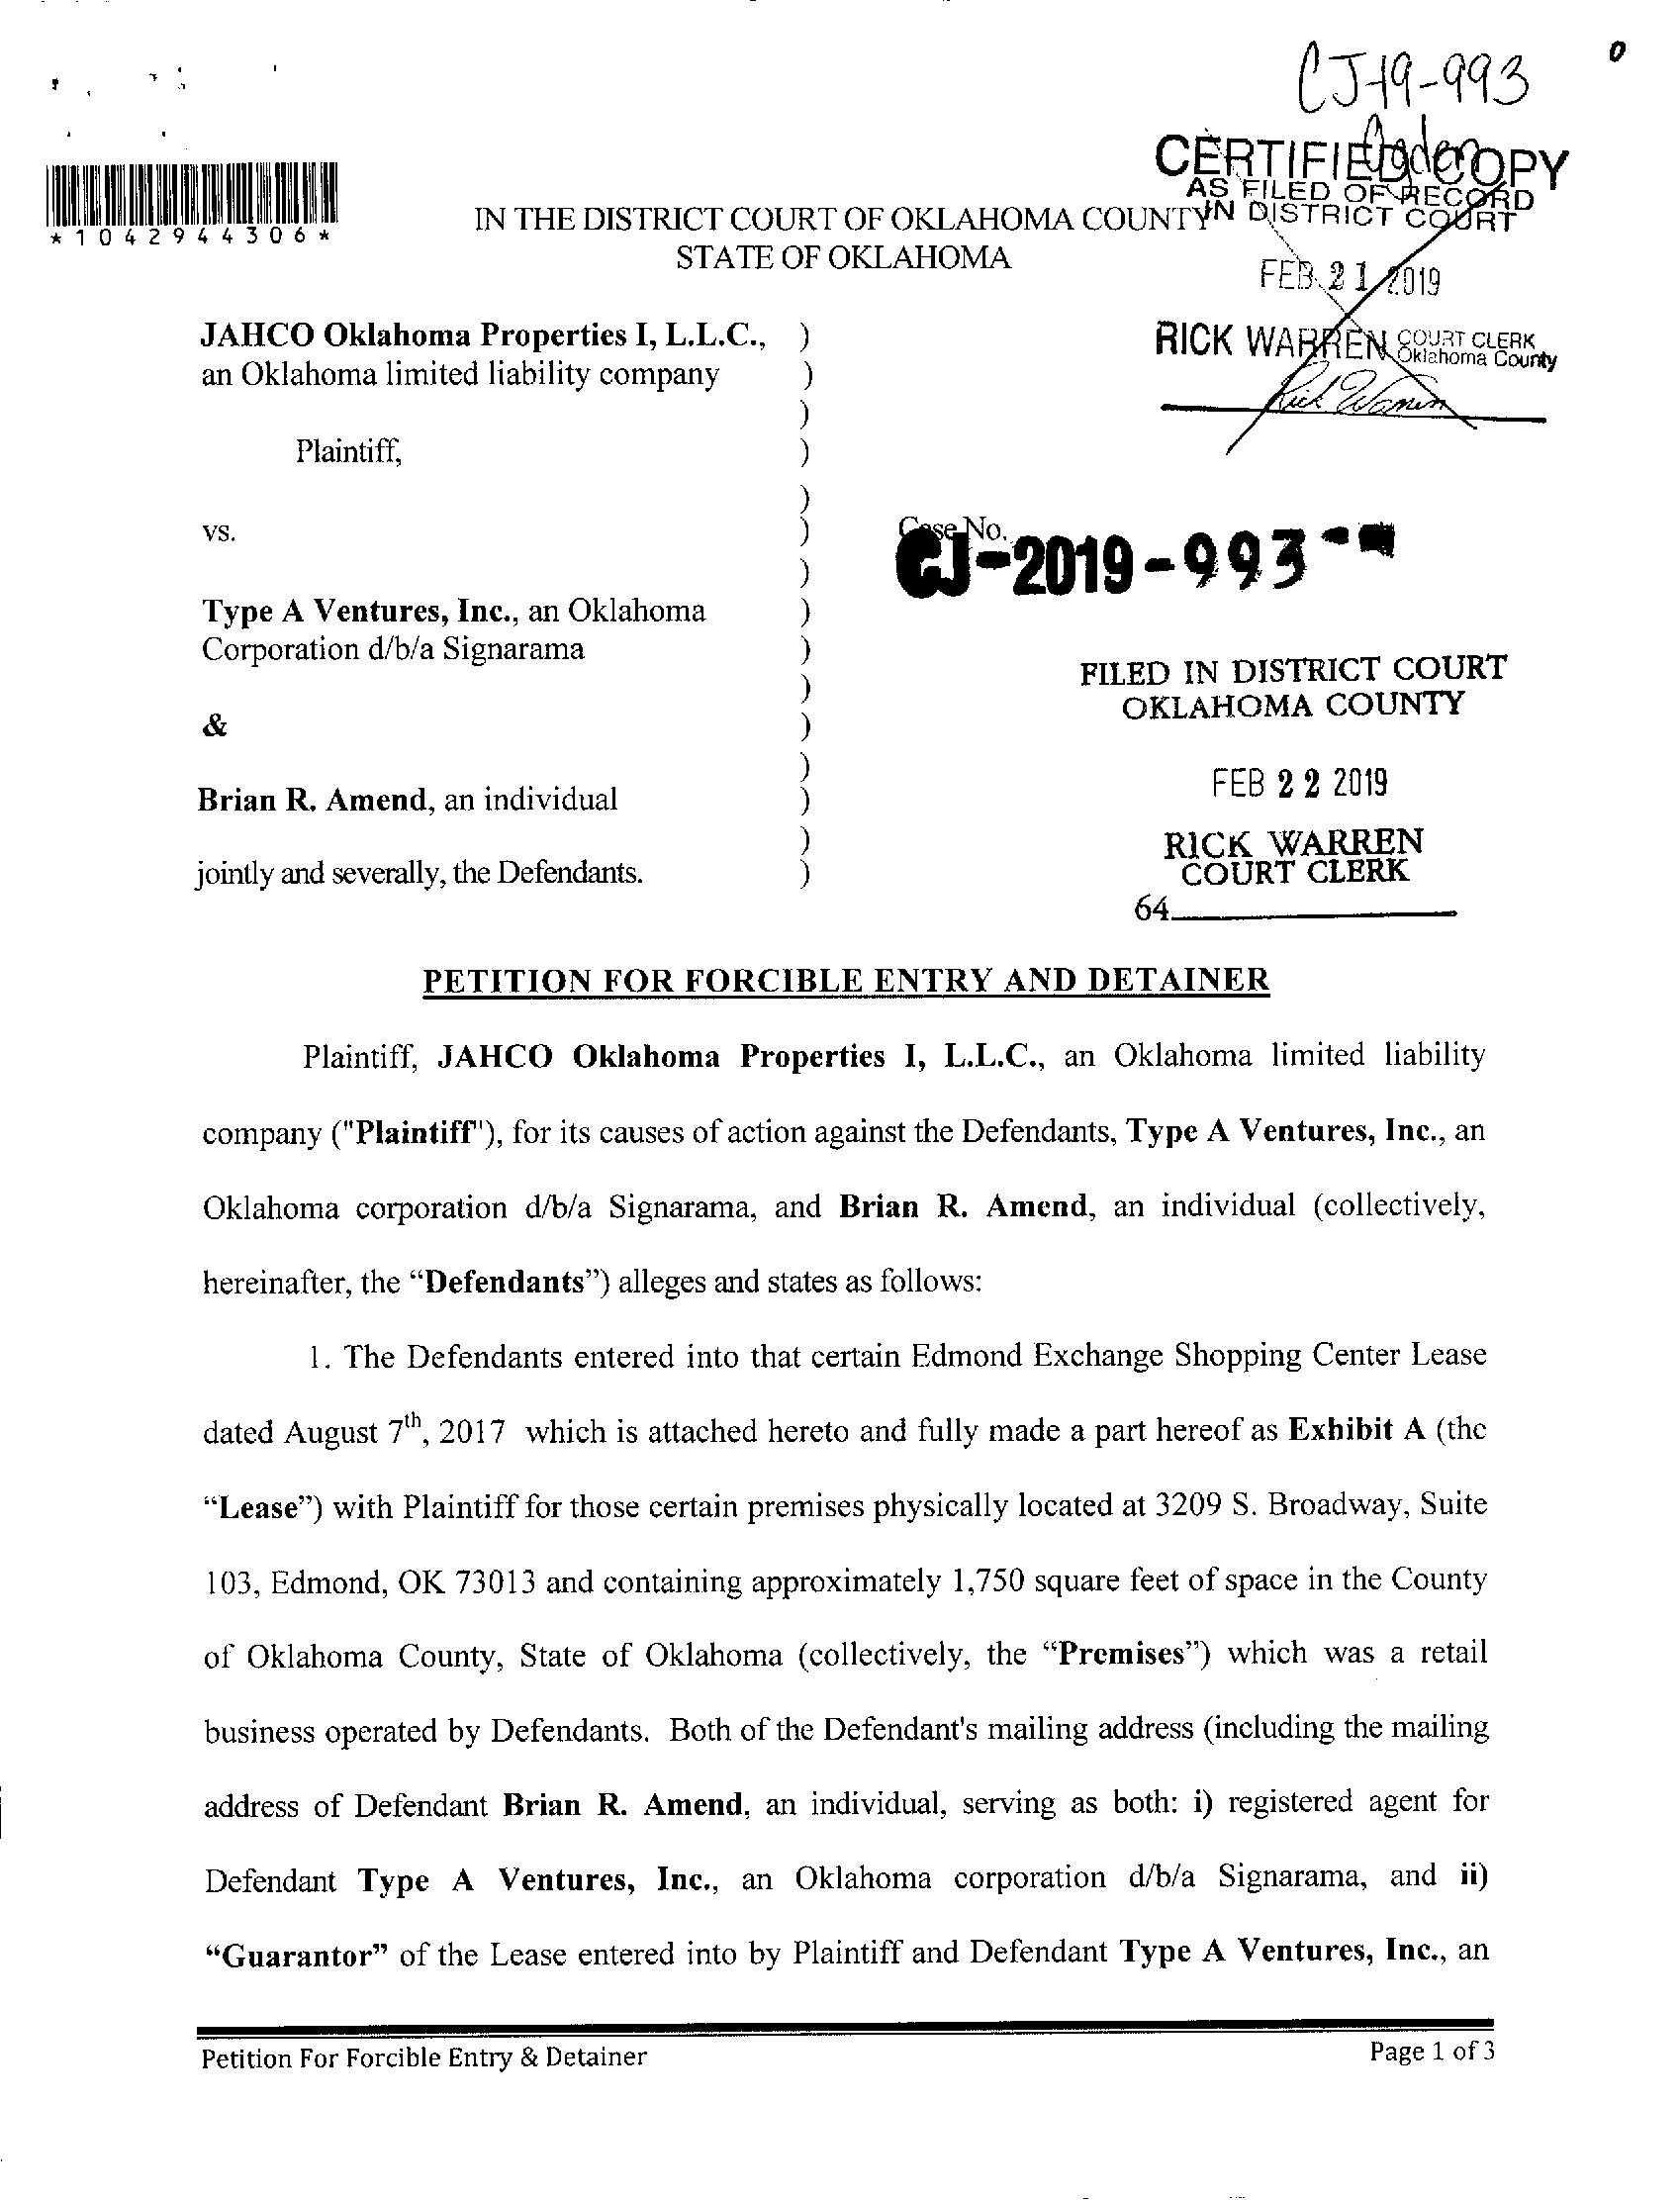 CJ-19-993
Ogden
CERTIFIED COPY
AS FILED OF RECORD
IN DISTRICT COURT
FEB 21 2019
RICK WARREN COURT CLERK
Oklahoma County
Rick Warren
*1042944306*
IN THE DISTRICT COURT OF OKLAHOMA COUNTY
STATE OF OKLAHOMA
JAHCO Oklahoma Properties I, L.L.C., )
an Oklahoma limited liability company )
)
Plaintiff, )
)
vs. )
Case No.
CJ-2019-993
)
Type A Ventures, Inc., an Oklahoma )
Corporation d/b/a Signarama )
)
& )
)
Brian R. Amend, an individual )
)
jointly and severally, the Defendants. )
FILED IN DISTRICT COURT
OKLAHOMA COUNTY
FEB 22 2019
RICK WARREN
COURT CLERK
64
PETITION FOR FORCIBLE ENTRY AND DETAINER
Plaintiff, JAHCO Oklahoma Properties I, L.L.C., an Oklahoma limited liability
company ("Plaintiff"), for its causes of action against the Defendants, Type A Ventures, Inc., an
Oklahoma corporation d/b/a Signarama, and Brian R. Amend, an individual (collectively,
hereinafter, the “Defendants”) alleges and states as follows:
1. The Defendants entered into that certain Edmond Exchange Shopping Center Lease
dated August 7th, 2017 which is attached hereto and fully made a part hereof as Exhibit A (the
“Lease”) with Plaintiff for those certain premises physically located at 3209 S. Broadway, Suite
103, Edmond, OK 73013 and containing approximately 1,750 square feet of space in the County
of Oklahoma County, State of Oklahoma (collectively, the “Premises”) which was a retail
business operated by Defendants. Both of the Defendant's mailing address (including the mailing
address of Defendant Brian R. Amend, an individual, serving as both: i) registered agent for
Defendant Type A Ventures, Inc., an Oklahoma corporation d/b/a Signarama, and ii)
“Guarantor” of the Lease entered into by Plaintiff and Defendant Type A Ventures, Inc., an
Petition For Forcible Entry & Detainer
Page 1 of 3